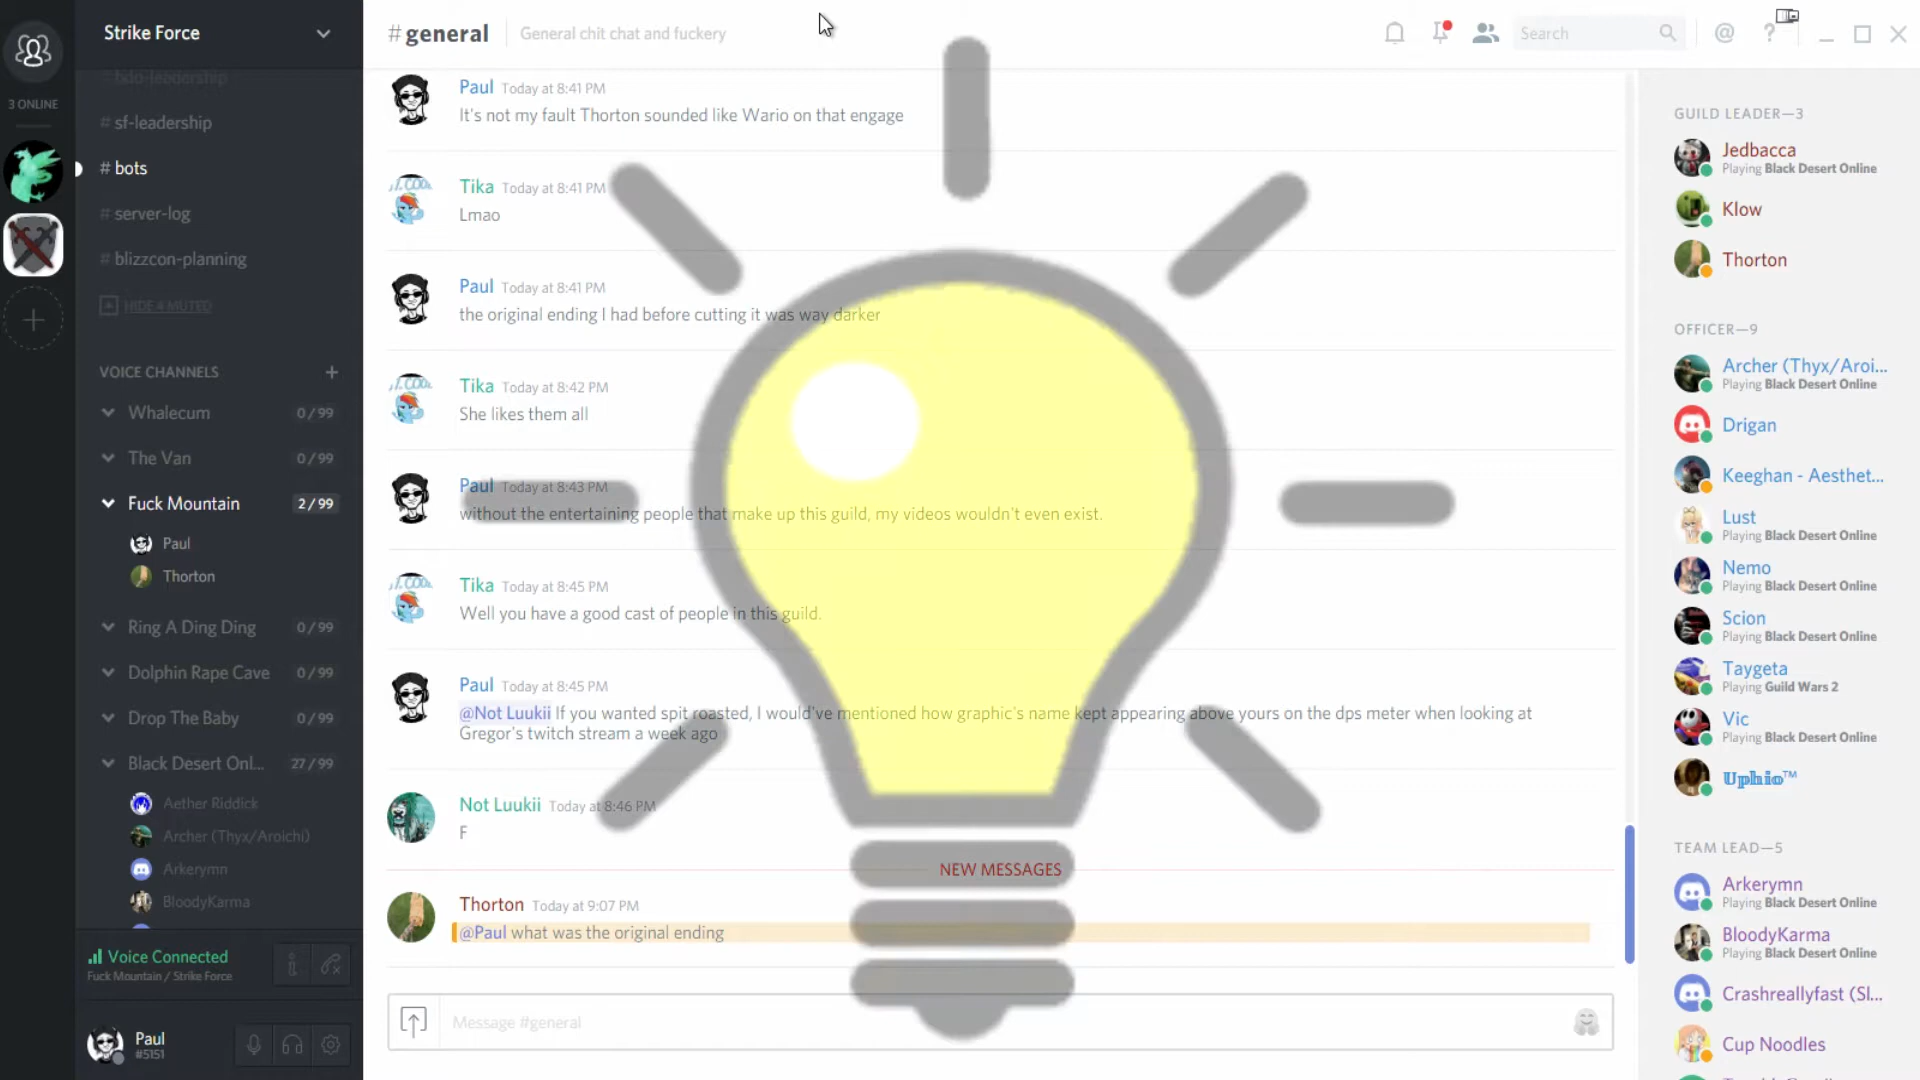 Strike Force
#general
General chit chat and fuckery
Search
3 ONLINE
# bdo-leadership
# sf-leadership
# bots
# server-log
# blizzcon-planning
HIDE 4 MUTED
VOICE CHANNELS
Whalecum 0/99
The Van 0/99
Fuck Mountain 2/99
Paul
Thorton
Ring A Ding Ding 0/99
Dolphin Rape Cave 0/99
Drop The Baby 0/99
Black Desert Onl... 27/99
Aether Riddick
Archer (Thyx/Aroichi)
Arkerymn
BloodyKarma
Voice Connected
Fuck Mountain / Strike Force
Paul
#5151
Paul Today at 8:41 PM
It's not my fault Thorton sounded like Wario on that engage
Tika Today at 8:41 PM
Lmao
Paul Today at 8:41 PM
the original ending I had before cutting it was way darker
Tika Today at 8:42 PM
She likes them all
Paul Today at 8:43 PM
without the entertaining people that make up this guild, my videos wouldn't even exist.
Tika Today at 8:45 PM
Well you have a good cast of people in this guild.
Paul Today at 8:45 PM
@Not Luukii If you wanted spit roasted, I would've mentioned how graphic's name kept appearing above yours on the dps meter when looking at
Gregor's twitch stream a week ago
Not Luukii Today at 8:46 PM
F
NEW MESSAGES
Thorton Today at 9:07 PM
@Paul what was the original ending
Message #general
GUILD LEADER—3
Jedbacca
Playing Black Desert Online
Klow
Thorton
OFFICER—9
Archer (Thyx/Aroi...
Playing Black Desert Online
Drigan
Keeghan - Aesthet...
Lust
Playing Black Desert Online
Nemo
Playing Black Desert Online
Scion
Playing Black Desert Online
Taygeta
Playing Guild Wars 2
Vic
Playing Black Desert Online
𝕌𝕡𝕙𝕚𝕠™
TEAM LEAD—5
Arkerymn
Playing Black Desert Online
BloodyKarma
Playing Black Desert Online
Crashreallyfast (Sl...
Cup Noodles